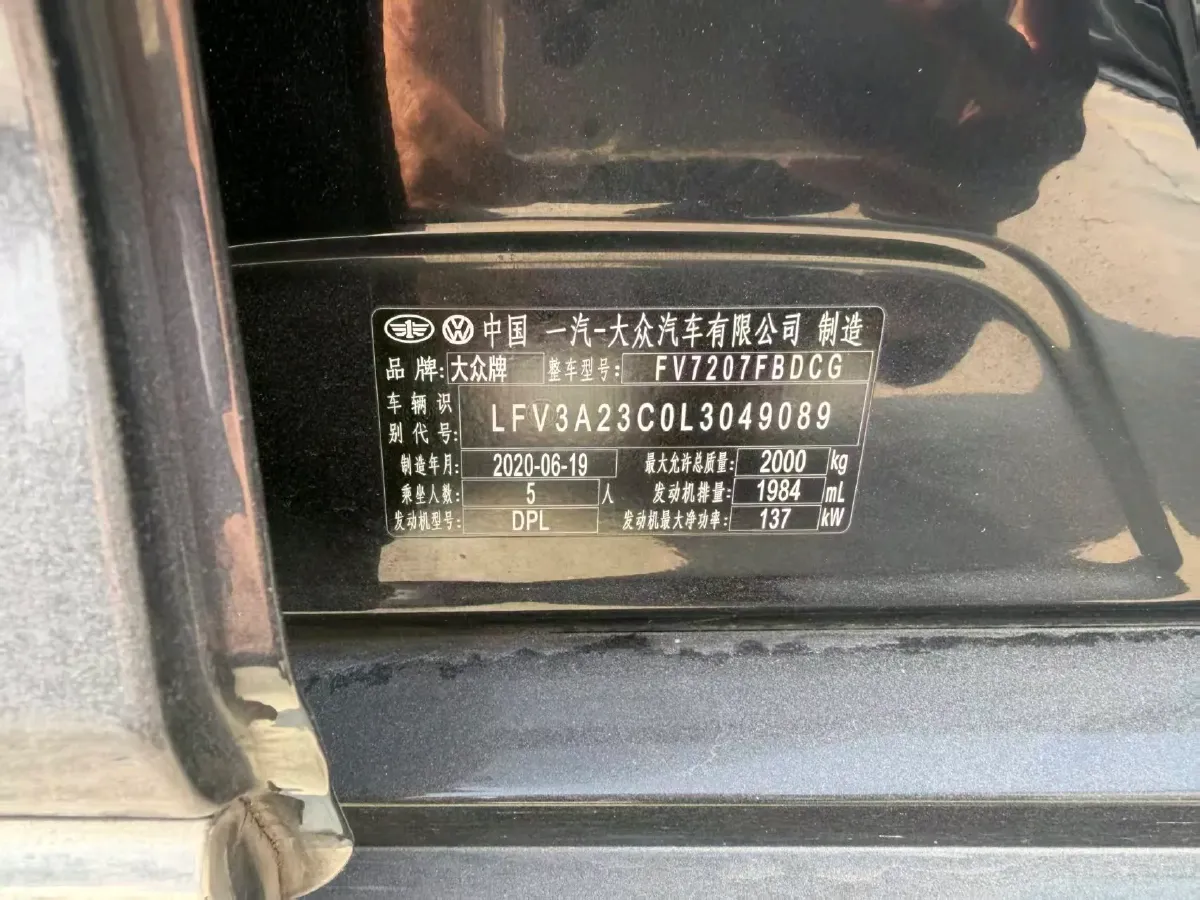 中国 一汽-大众汽车有限公司 制造
品牌: 大众牌 整车型号: FV7207FBDCG
车辆识别代号: LFV3A23C0L3049089
制造年月: 2020-06-19 最大允许总质量: 2000 kg
乘坐人数: 5 人 发动机排量: 1984 mL
发动机型号: DPL 发动机最大净功率: 137 kW